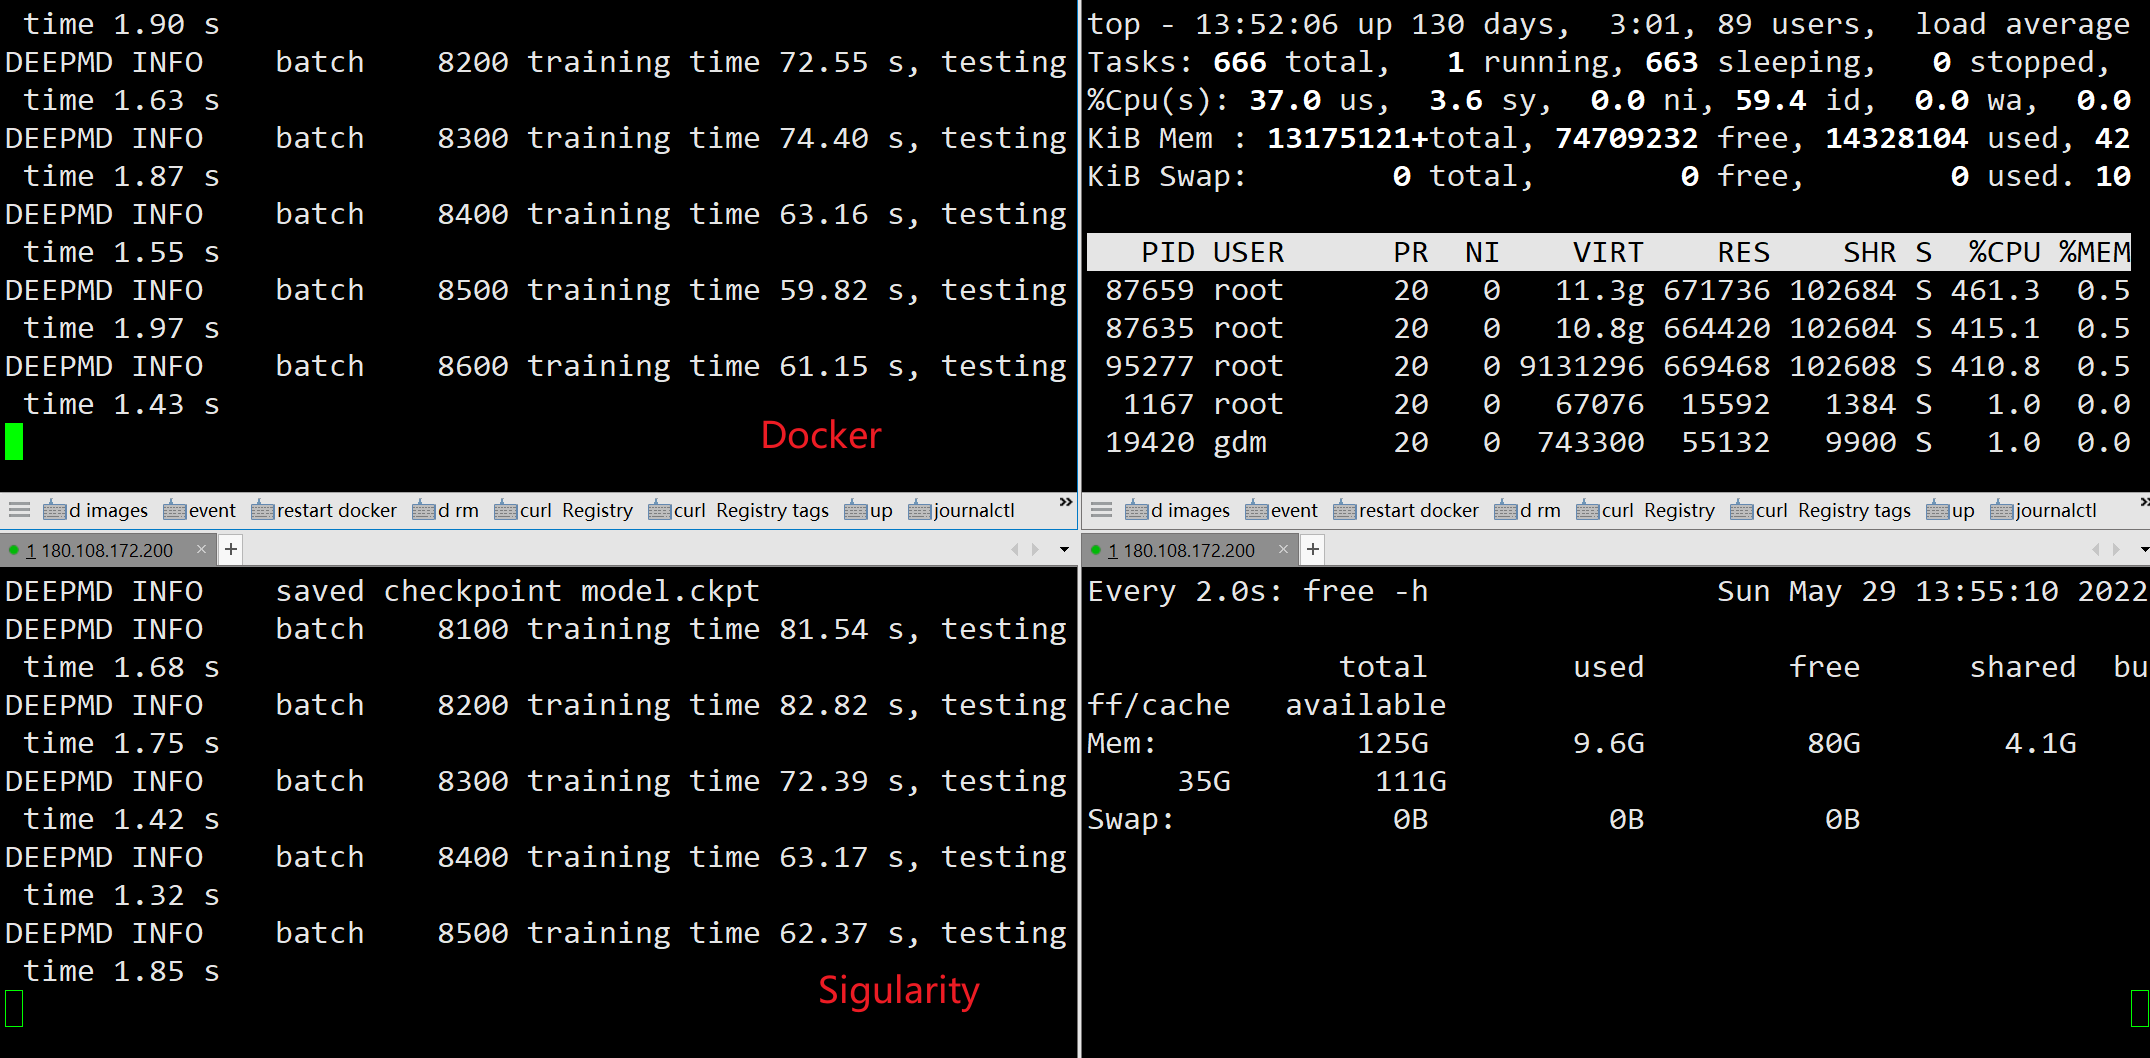 time 1.90 s
DEEPMD INFO    batch    8200 training time 72.55 s, testing
time 1.63 s
DEEPMD INFO    batch    8300 training time 74.40 s, testing
time 1.87 s
DEEPMD INFO    batch    8400 training time 63.16 s, testing
time 1.55 s
DEEPMD INFO    batch    8500 training time 59.82 s, testing
time 1.97 s
DEEPMD INFO    batch    8600 training time 61.15 s, testing
time 1.43 s
Docker
top - 13:52:06 up 130 days,  3:01, 89 users,  load average
Tasks: 666 total,   1 running, 663 sleeping,   0 stopped,
%Cpu(s): 37.0 us,  3.6 sy,  0.0 ni, 59.4 id,  0.0 wa,  0.0
KiB Mem : 13175121+total, 74709232 free, 14328104 used, 42
KiB Swap:        0 total,        0 free,        0 used. 10
PID USER      PR  NI    VIRT    RES    SHR S  %CPU %MEM
87659 root      20   0   11.3g 671736 102684 S 461.3  0.5
87635 root      20   0   10.8g 664420 102604 S 415.1  0.5
95277 root      20   0 9131296 669468 102608 S 410.8  0.5
1167 root      20   0   67076  15592   1384 S   1.0  0.0
19420 gdm       20   0  743300  55132   9900 S   1.0  0.0
d images event restart docker d rm curl Registry curl Registry tags up journalctl »
d images event restart docker d rm curl Registry curl Registry tags up journalctl »
1 180.108.172.200 × +
1 180.108.172.200 × +
DEEPMD INFO    saved checkpoint model.ckpt
DEEPMD INFO    batch    8100 training time 81.54 s, testing
time 1.68 s
DEEPMD INFO    batch    8200 training time 82.82 s, testing
time 1.75 s
DEEPMD INFO    batch    8300 training time 72.39 s, testing
time 1.42 s
DEEPMD INFO    batch    8400 training time 63.17 s, testing
time 1.32 s
DEEPMD INFO    batch    8500 training time 62.37 s, testing
time 1.85 s
Sigularity
Every 2.0s: free -h                Sun May 29 13:55:10 2022
total        used        free      shared  bu
ff/cache   available
Mem:           125G        9.6G         80G        4.1G
35G        111G
Swap:            0B          0B          0B